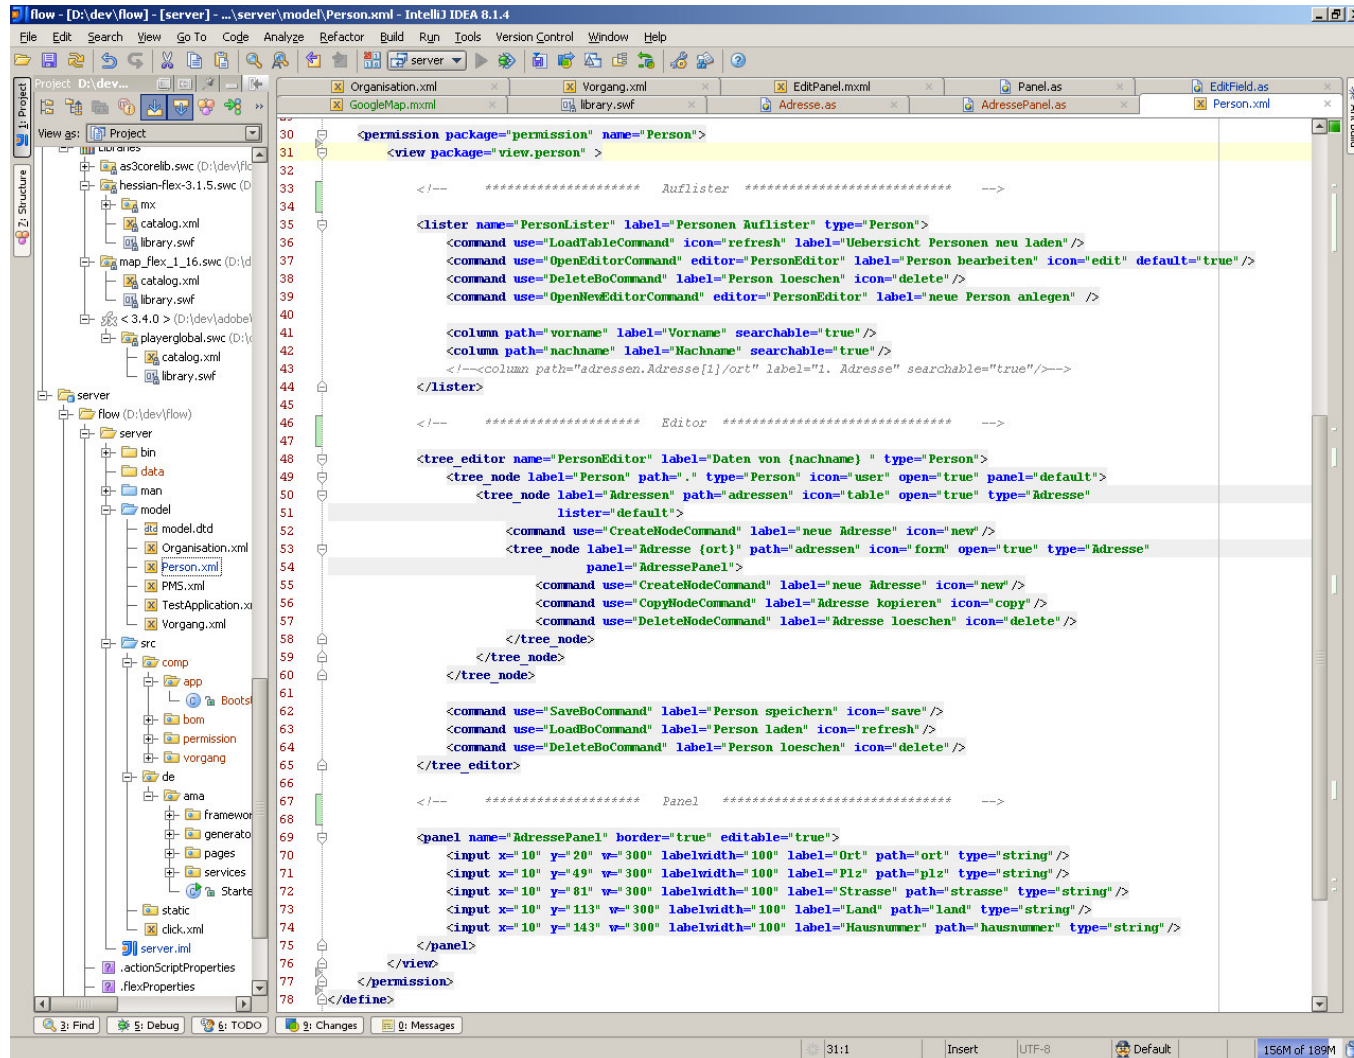 flow - [D:\dev\flow] - [server] - ...\server\model\Person.xml - IntelliJ IDEA 8.1.4
File Edit Search View Go To Code Analyze Refactor Build Run Tools Version Control Window Help
server
Project D:\dev...
Organisation.xml Vorgang.xml EditPanel.mxml Panel.as EditField.as
GoogleMap.mxml library.swf Adresse.as AdressePanel.as Person.xml
1: Project
Z: Structure
View as: Project
Libraries
as3corelib.swc (D:\dev\flo
hessian-flex-3.1.5.swc (D
mx
catalog.xml
library.swf
map_flex_1_16.swc (D:\d
catalog.xml
library.swf
< 3.4.0 > (D:\dev\adobe\
playerglobal.swc (D:\
catalog.xml
library.swf
server
flow (D:\dev\flow)
server
bin
data
man
model
model.dtd
Organisation.xml
Person.xml
PMS.xml
TestApplication.x
Vorgang.xml
src
comp
app
Boots
bom
permission
vorgang
de
ama
framewor
generato
pages
services
Starte
static
click.xml
server.iml
.actionScriptProperties
.flexProperties
30 <permission package="permission" name="Person">
31 <view package="view.person" >
32
33 <!-- ********************* Auflister **************************** -->
34
35 <lister name="PersonLister" label="Personen Auflister" type="Person">
36 <command use="LoadTableCommand" icon="refresh" label="Uebersicht Personen neu laden"/>
37 <command use="OpenEditorCommand" editor="PersonEditor" label="Person bearbeiten" icon="edit" default="true"/>
38 <command use="DeleteBoCommand" label="Person loeschen" icon="delete"/>
39 <command use="OpenNewEditorCommand" editor="PersonEditor" label="neue Person anlegen" />
40
41 <column path="vorname" label="Vorname" searchable="true"/>
42 <column path="nachname" label="Nachname" searchable="true"/>
43 <!--<column path="adressen.Adresse[1]/ort" label="1. Adresse" searchable="true"/>-->
44 </lister>
45
46 <!-- ********************* Editor ******************************* -->
47
48 <tree_editor name="PersonEditor" label="Daten von {nachname} " type="Person">
49 <tree_node label="Person" path="." type="Person" icon="user" open="true" panel="default">
50 <tree_node label="Adressen" path="adressen" icon="table" open="true" type="Adresse"
51 lister="default">
52 <command use="CreateNodeCommand" label="neue Adresse" icon="new"/>
53 <tree_node label="Adresse {ort}" path="adressen" icon="form" open="true" type="Adresse"
54 panel="AdressePanel">
55 <command use="CreateNodeCommand" label="neue Adresse" icon="new"/>
56 <command use="CopyNodeCommand" label="Adresse kopieren" icon="copy"/>
57 <command use="DeleteNodeCommand" label="Adresse loeschen" icon="delete"/>
58 </tree_node>
59 </tree_node>
60 </tree_node>
61
62 <command use="SaveBoCommand" label="Person speichern" icon="save"/>
63 <command use="LoadBoCommand" label="Person laden" icon="refresh"/>
64 <command use="DeleteBoCommand" label="Person loeschen" icon="delete"/>
65 </tree_editor>
66
67 <!-- ********************* Panel ******************************* -->
68
69 <panel name="AdressePanel" border="true" editable="true">
70 <input x="10" y="20" w="300" labelwidth="100" label="Ort" path="ort" type="string"/>
71 <input x="10" y="49" w="300" labelwidth="100" label="Plz" path="plz" type="string"/>
72 <input x="10" y="81" w="300" labelwidth="100" label="Strasse" path="strasse" type="string"/>
73 <input x="10" y="113" w="300" labelwidth="100" label="Land" path="land" type="string"/>
74 <input x="10" y="143" w="300" labelwidth="100" label="Hausnummer" path="hausnummer" type="string"/>
75 </panel>
76 </view>
77 </permission>
78 </define>
3: Find 5: Debug 6: TODO 9: Changes 0: Messages
31:1 Insert UTF-8 Default 156M of 189M